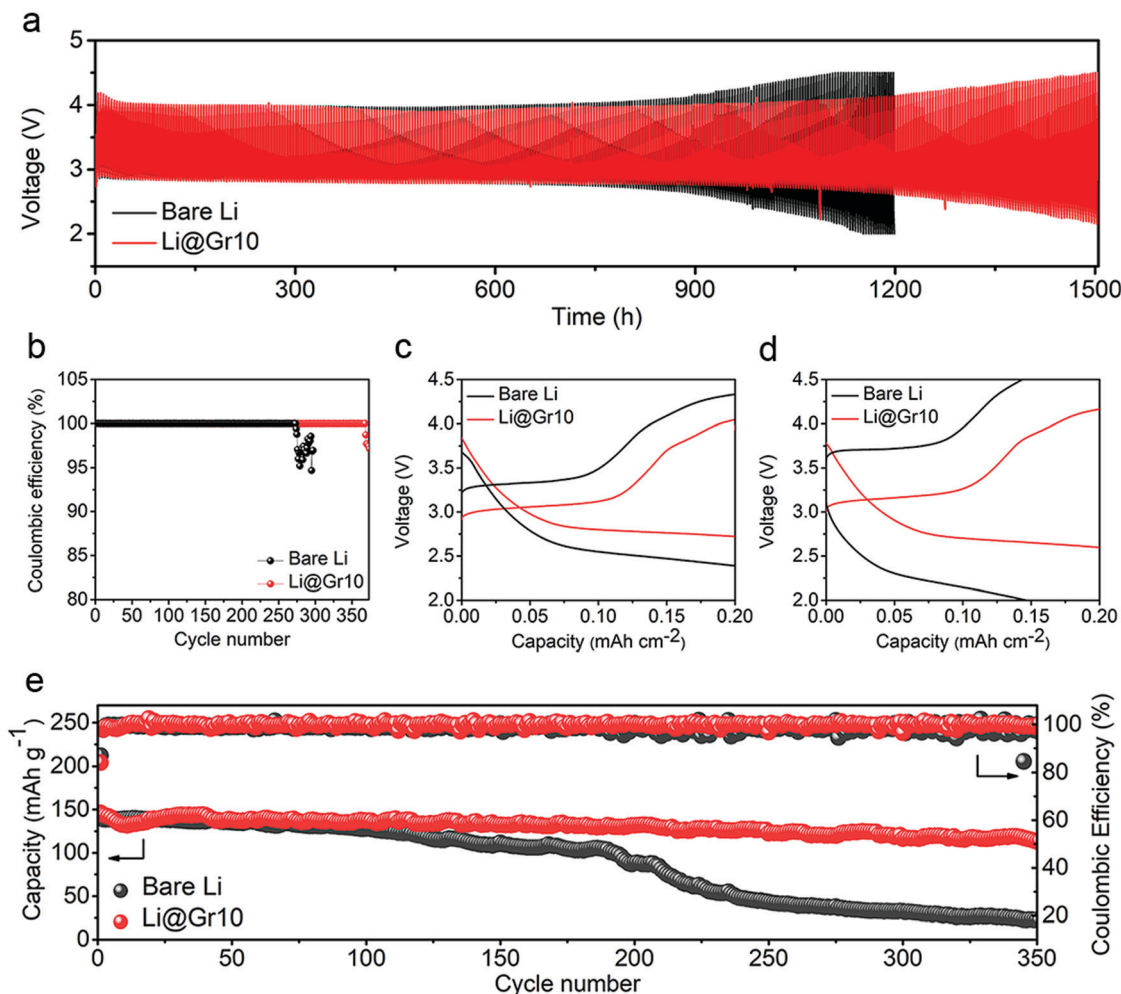 a
5
4
3
2
Voltage (V)
Bare Li
Li@Gr10
0 300 600 900 1200 1500
Time (h)
b
105
100
95
90
85
80
Coulombic efficiency (%)
Bare Li
Li@Gr10
0 50 100 150 200 250 300 350
Cycle number
c
4.5
4.0
3.5
3.0
2.5
2.0
Voltage (V)
Bare Li
Li@Gr10
0.00 0.05 0.10 0.15 0.20
Capacity (mAh cm⁻²)
d
4.5
4.0
3.5
3.0
2.5
2.0
Voltage (V)
Bare Li
Li@Gr10
0.00 0.05 0.10 0.15 0.20
Capacity (mAh cm⁻²)
e
250
200
150
100
50
0
Capacity (mAh g⁻¹)
100
80
60
40
20
Coulombic Efficiency (%)
Bare Li
Li@Gr10
0 50 100 150 200 250 300 350
Cycle number